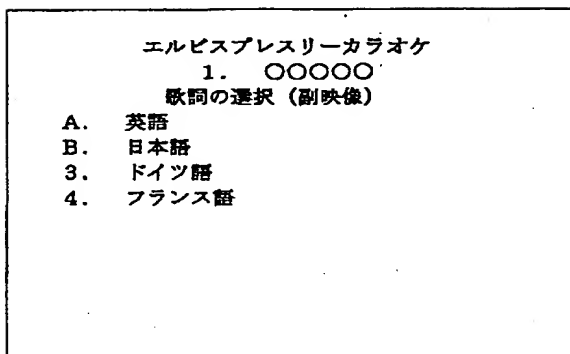 エルビスプレスリーカラオケ
1. ○○○○○
歌詞の選択(副映像)
A. 英語
B. 日本語
3. ドイツ語
4. フランス語